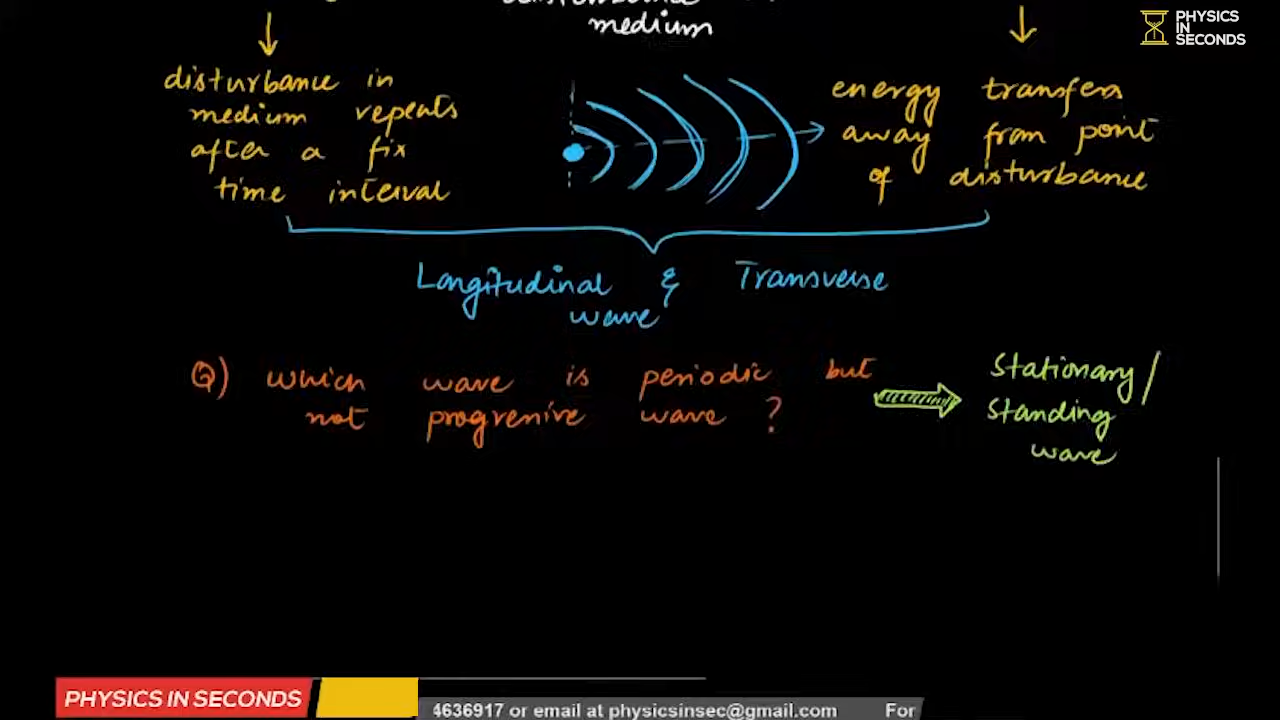 medium
PHYSICS
IN
SECONDS
disturbance in
medium repeats
after a fix
time interval
energy transfers
away from point
of disturbance
Longitudinal & Transverse
wave
Q) which wave is periodic but
not progressive wave ?
Stationary/
Standing
wave
PHYSICS IN SECONDS
4636917 or email at physicsinsec@gmail.com For